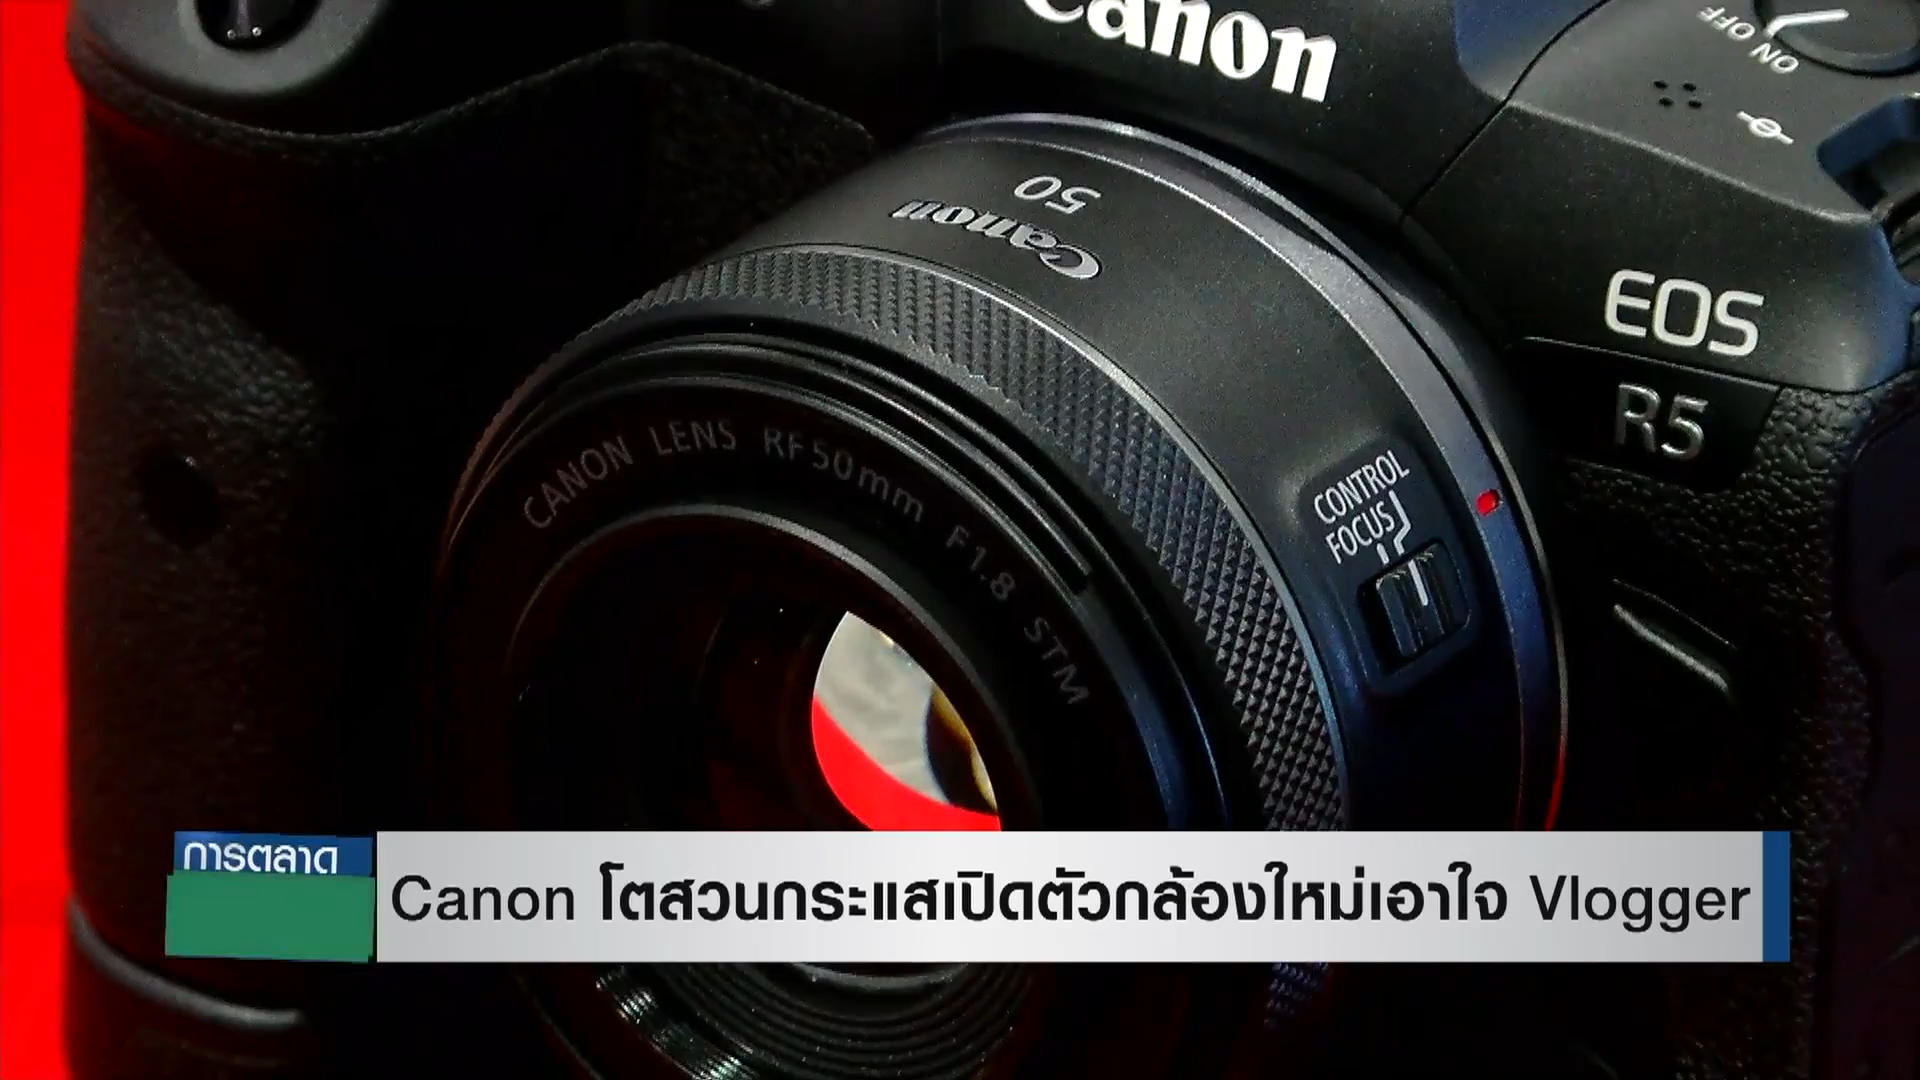 Canon
OFF
ON
50
Canon
EOS
R5
CONTROL
FOCUS
CANON LENS RF50mm F1.8 STM
การตลาด
Canon โตสวนกระแสเปิดตัวกล้องใหม่เอาใจ Vlogger